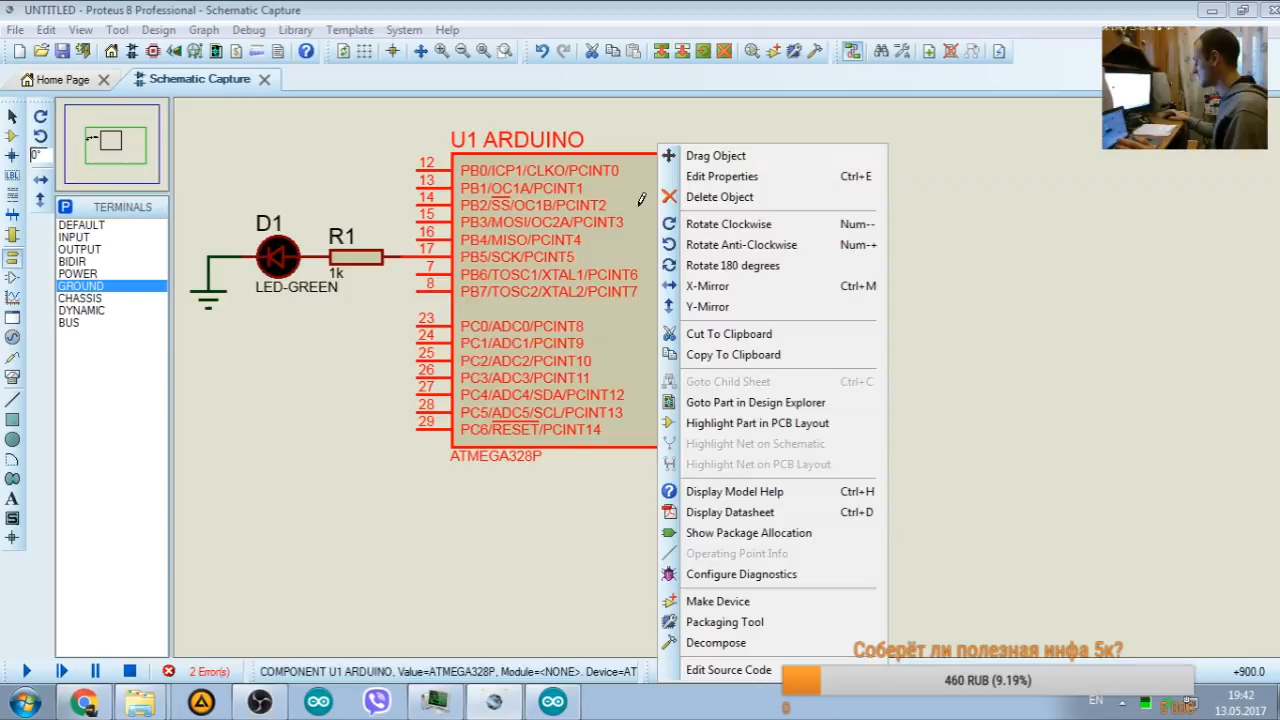 UNTITLED - Proteus 8 Professional - Schematic Capture
File Edit View Tool Design Graph Debug Library Template System Help
Home Page Schematic Capture
0°
TERMINALS
DEFAULT
INPUT
OUTPUT
BIDIR
POWER
GROUND
CHASSIS
DYNAMIC
BUS
U1 ARDUINO
12 PB0/ICP1/CLKO/PCINT0
13 PB1/OC1A/PCINT1
14 PB2/SS/OC1B/PCINT2
15 PB3/MOSI/OC2A/PCINT3
16 PB4/MISO/PCINT4
17 PB5/SCK/PCINT5
7 PB6/TOSC1/XTAL1/PCINT6
8 PB7/TOSC2/XTAL2/PCINT7
23 PC0/ADC0/PCINT8
24 PC1/ADC1/PCINT9
25 PC2/ADC2/PCINT10
26 PC3/ADC3/PCINT11
27 PC4/ADC4/SDA/PCINT12
28 PC5/ADC5/SCL/PCINT13
29 PC6/RESET/PCINT14
ATMEGA328P
D1
R1
1k
LED-GREEN
Drag Object
Edit Properties Ctrl+E
Delete Object
Rotate Clockwise Num--
Rotate Anti-Clockwise Num-+
Rotate 180 degrees
X-Mirror Ctrl+M
Y-Mirror
Cut To Clipboard
Copy To Clipboard
Goto Child Sheet Ctrl+C
Goto Part in Design Explorer
Highlight Part in PCB Layout
Highlight Net on Schematic
Highlight Net on PCB Layout
Display Model Help Ctrl+H
Display Datasheet Ctrl+D
Show Package Allocation
Operating Point Info
Configure Diagnostics
Make Device
Packaging Tool
Decompose
Edit Source Code
Соберёт ли полезная инфа 5к?
460 RUB (9.19%)
0
2 Error(s) COMPONENT U1 ARDUINO, Value=ATMEGA328P, Module=<NONE>. Device=AT
+900.0
EN
19:42
13.05.2017